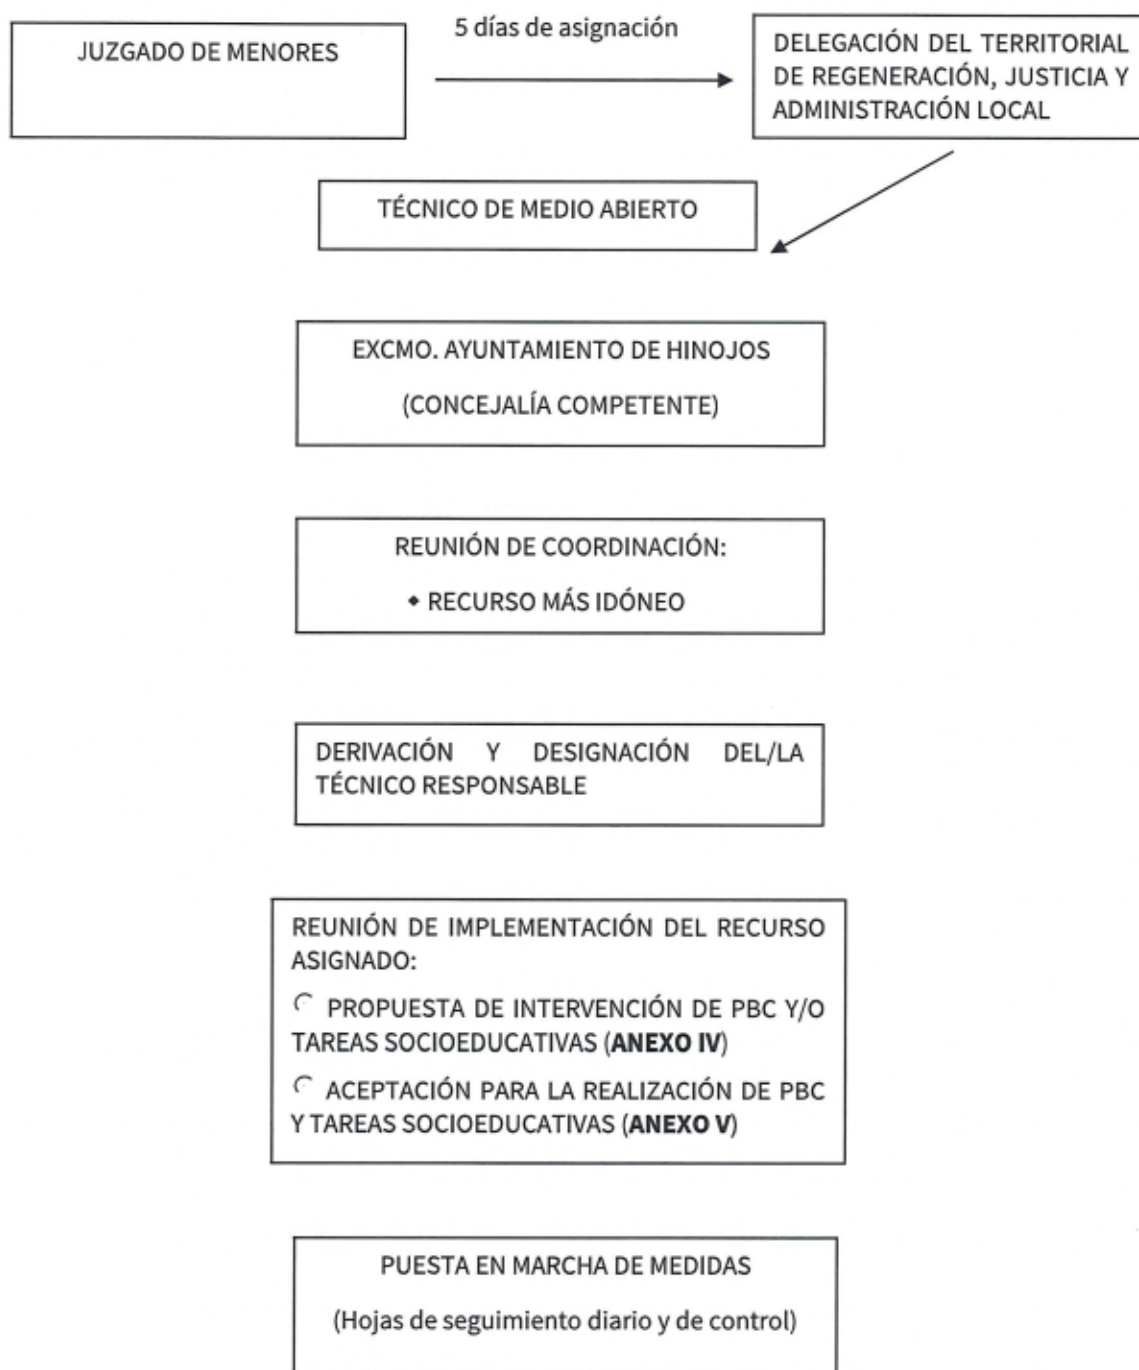 JUZGADO DE MENORES
5 días de asignación
DELEGACIÓN DEL TERRITORIAL
DE REGENERACIÓN, JUSTICIA Y
ADMINISTRACIÓN LOCAL
TÉCNICO DE MEDIO ABIERTO
EXCMO. AYUNTAMIENTO DE HINOJOS
(CONCEJALÍA COMPETENTE)
REUNIÓN DE COORDINACIÓN:
◆ RECURSO MÁS IDÓNEO
DERIVACIÓN Y DESIGNACIÓN DEL/LA
TÉCNICO RESPONSABLE
REUNIÓN DE IMPLEMENTACIÓN DEL RECURSO
ASIGNADO:
PROPUESTA DE INTERVENCIÓN DE PBC Y/O
TAREAS SOCIOEDUCATIVAS (ANEXO IV)
ACEPTACIÓN PARA LA REALIZACIÓN DE PBC
Y TAREAS SOCIOEDUCATIVAS (ANEXO V)
PUESTA EN MARCHA DE MEDIDAS
(Hojas de seguimiento diario y de control)